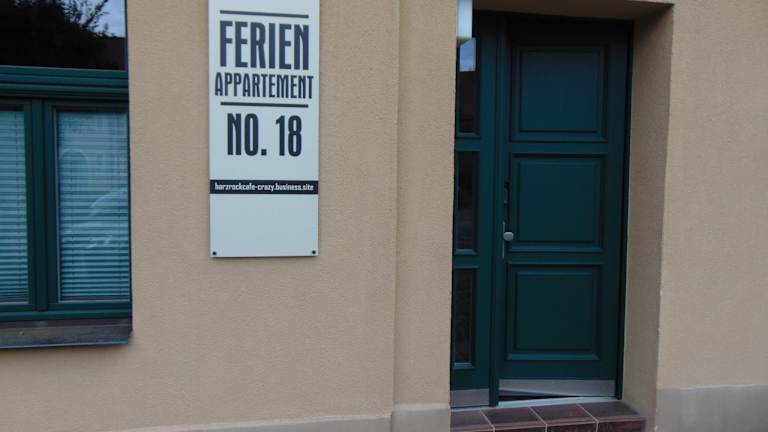 FERIEN
APPARTEMENT
NO. 18
harzrockcafe-crazy.business.site